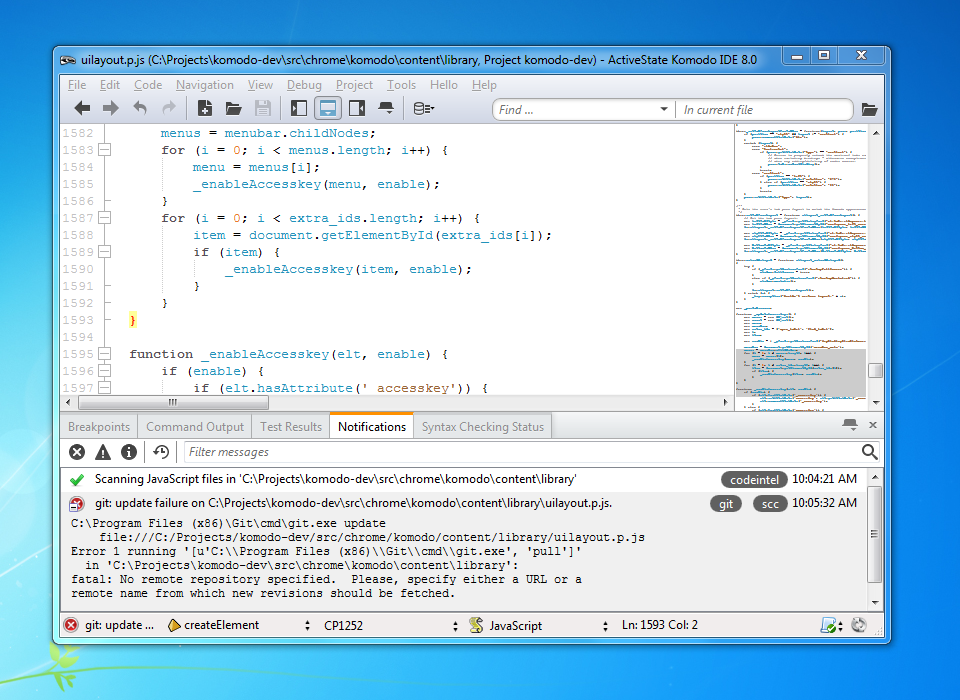 uilayout.p.js (C:\Projects\komodo-dev\src\chrome\komodo\content\library, Project komodo-dev) - ActiveState Komodo IDE 8.0
File Edit Code Navigation View Debug Project Tools Hello Help
Find ... In current file
1582 menus = menubar.childNodes;
1583 for (i = 0; i < menus.length; i++) {
1584 menu = menus[i];
1585 _enableAccesskey(menu, enable);
1586 }
1587 for (i = 0; i < extra_ids.length; i++) {
1588 item = document.getElementById(extra_ids[i]);
1589 if (item) {
1590 _enableAccesskey(item, enable);
1591 }
1592 }
1593 }
1594
1595 function _enableAccesskey(elt, enable) {
1596 if (enable) {
1597 if (elt.hasAttribute('_accesskey')) {
Breakpoints Command Output Test Results Notifications Syntax Checking Status
Filter messages
Scanning JavaScript files in 'C:\Projects\komodo-dev\src\chrome\komodo\content\library' codeintel 10:04:21 AM
git: update failure on C:\Projects\komodo-dev\src\chrome\komodo\content\library\uilayout.p.js. git scc 10:05:32 AM
C:\Program Files (x86)\Git\cmd\git.exe update
file:///C:/Projects/komodo-dev/src/chrome/komodo/content/library/uilayout.p.js
Error 1 running '[u'C:\\Program Files (x86)\\Git\\cmd\\git.exe', 'pull']'
in 'C:\Projects\komodo-dev\src\chrome\komodo\content\library':
fatal: No remote repository specified. Please, specify either a URL or a
remote name from which new revisions should be fetched.
git: update ... createElement CP1252 JavaScript Ln: 1593 Col: 2